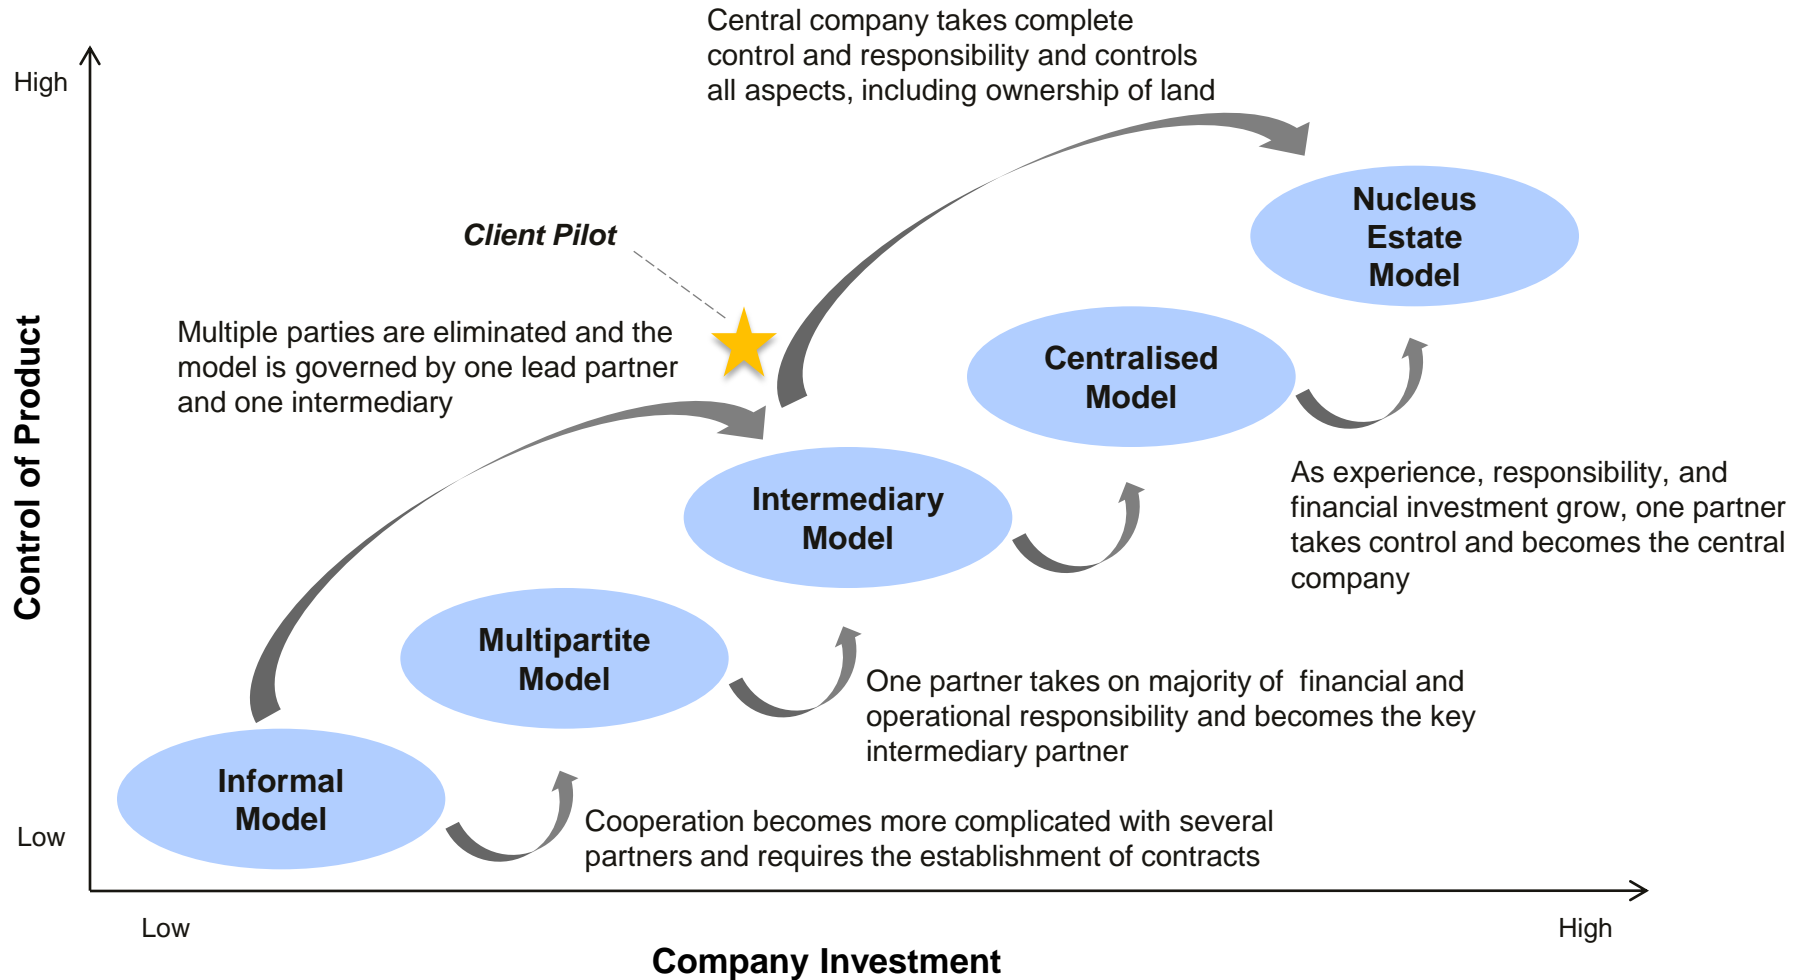 Central company takes complete
control and responsibility and controls
all aspects, including ownership of land
High
Nucleus
Estate
Model
Client Pilot
Multiple parties are eliminated and the
model is governed by one lead partner
and one intermediary
Centralised
Model
Control of Product
As experience, responsibility, and
financial investment grow, one partner
takes control and becomes the central
company
Intermediary
Model
Multipartite
Model
One partner takes on majority of  financial and
operational responsibility and becomes the key
intermediary partner
Informal
Model
Cooperation becomes more complicated with several
partners and requires the establishment of contracts
Low
Low
High
Company Investment